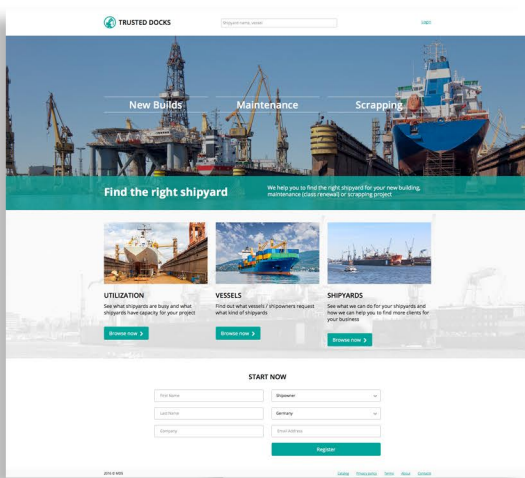 TRUSTED DOCKS
Shipyard name, vessel
Login
New Builds
Maintenance
Scrapping
Find the right shipyard
We help you to find the right shipyard for your new building,
maintenance (class renewal) or scrapping project
UTILIZATION
See what shipyards are busy and what
shipyards have capacity for your project
Browse now
VESSELS
Find out what vessels / shipowners request
what kind of shipyards
Browse now
SHIPYARDS
See what we can do for your shipyards and
how we can help you to find more clients for
your business
Browse now
START NOW
First Name
Shipowner
Last Name
Germany
Company
Email Address
Register
Privacy policy
Terms
About
Contacts